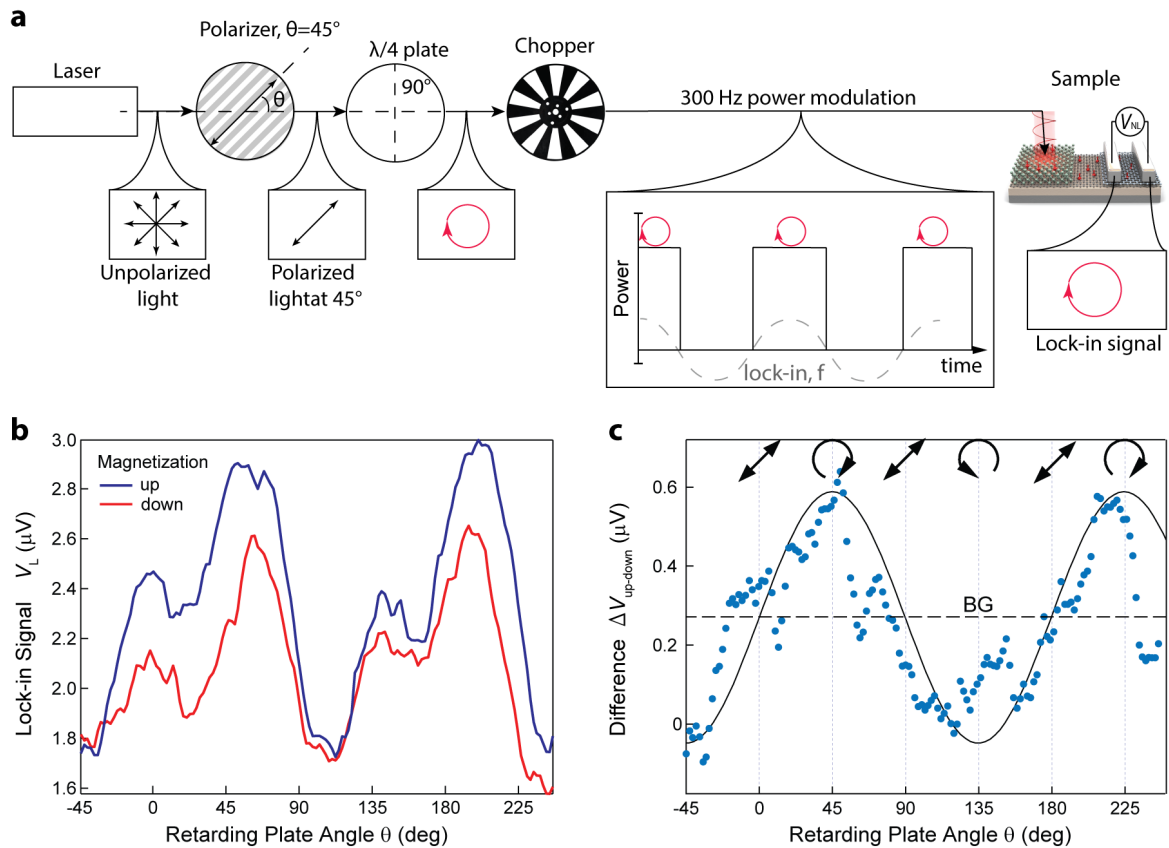 a
Polarizer, θ=45°
λ/4 plate
Chopper
Laser
90°
θ
Sample
300 Hz power modulation
V_NL
Unpolarized
light
Polarized
lightat 45°
Power
time
lock-in, f
Lock-in signal
b
3.0
2.6
2.4
2.2
2.0
1.8
1.6
Lock-in Signal V_L (μV)
Magnetization
up
down
-45 0 45 90 135 180 225
Retarding Plate Angle θ (deg)
c
0.6
0.4
0.2
0
Difference ΔV_up-down (μV)
BG
-45 0 45 90 135 180 225
Retarding Plate Angle θ (deg)